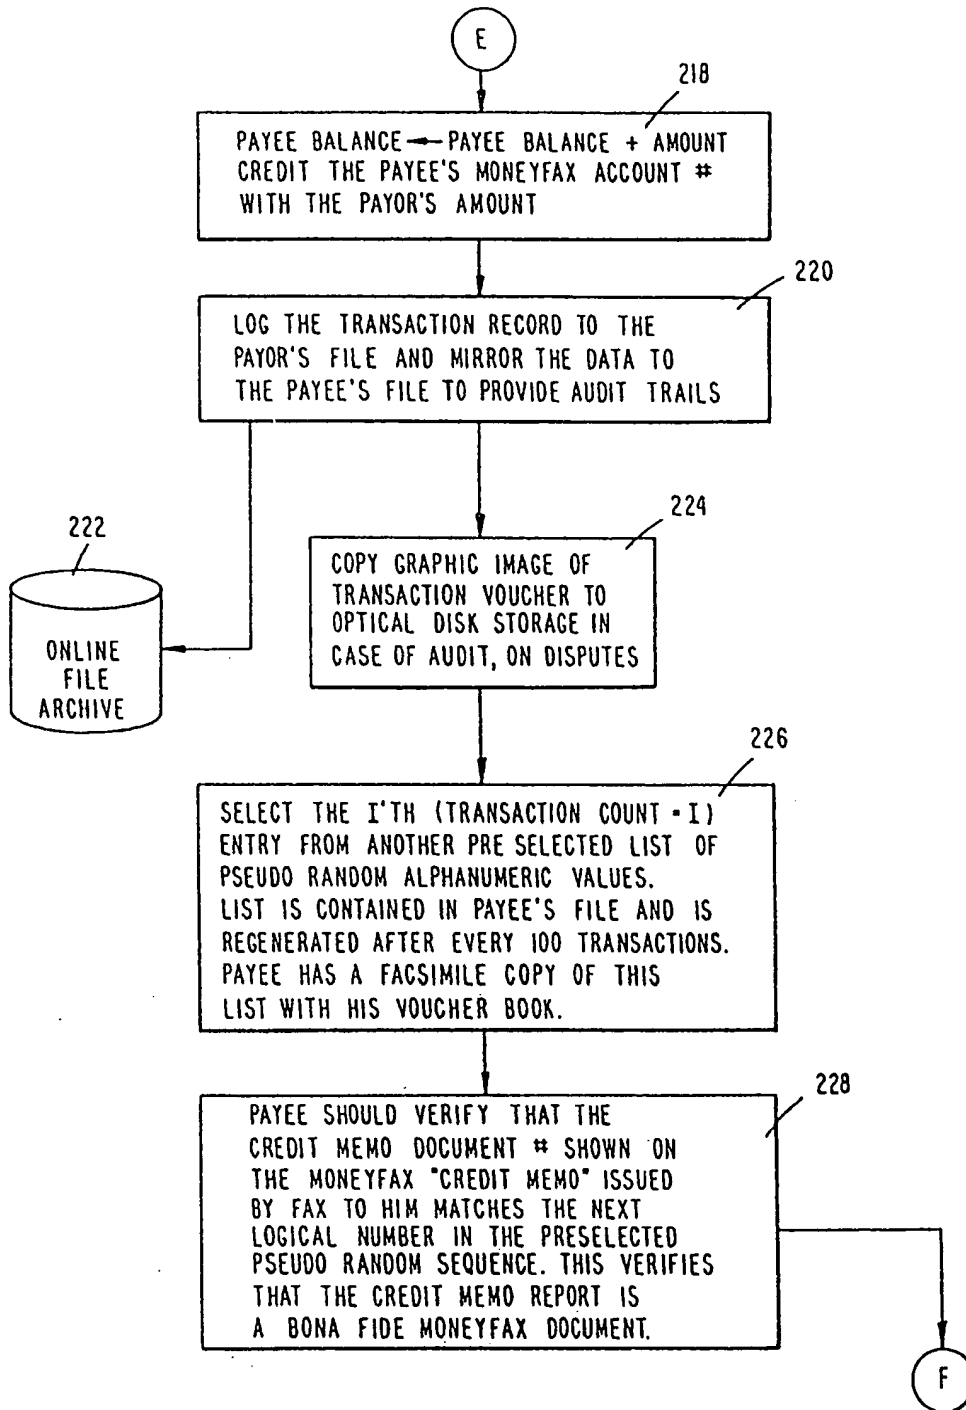 E
218
PAYEE BALANCE ← PAYEE BALANCE + AMOUNT
CREDIT THE PAYEE'S MONEYFAX ACCOUNT #
WITH THE PAYOR'S AMOUNT
220
LOG THE TRANSACTION RECORD TO THE
PAYOR'S FILE AND MIRROR THE DATA TO
THE PAYEE'S FILE TO PROVIDE AUDIT TRAILS
222
ONLINE
FILE
ARCHIVE
224
COPY GRAPHIC IMAGE OF
TRANSACTION VOUCHER TO
OPTICAL DISK STORAGE IN
CASE OF AUDIT, ON DISPUTES
226
SELECT THE I'TH (TRANSACTION COUNT = I)
ENTRY FROM ANOTHER PRE SELECTED LIST OF
PSEUDO RANDOM ALPHANUMERIC VALUES.
LIST IS CONTAINED IN PAYEE'S FILE AND IS
REGENERATED AFTER EVERY 100 TRANSACTIONS.
PAYEE HAS A FACSIMILE COPY OF THIS
LIST WITH HIS VOUCHER BOOK.
228
PAYEE SHOULD VERIFY THAT THE
CREDIT MEMO DOCUMENT # SHOWN ON
THE MONEYFAX "CREDIT MEMO" ISSUED
BY FAX TO HIM MATCHES THE NEXT
LOGICAL NUMBER IN THE PRESELECTED
PSEUDO RANDOM SEQUENCE. THIS VERIFIES
THAT THE CREDIT MEMO REPORT IS
A BONA FIDE MONEYFAX DOCUMENT.
F